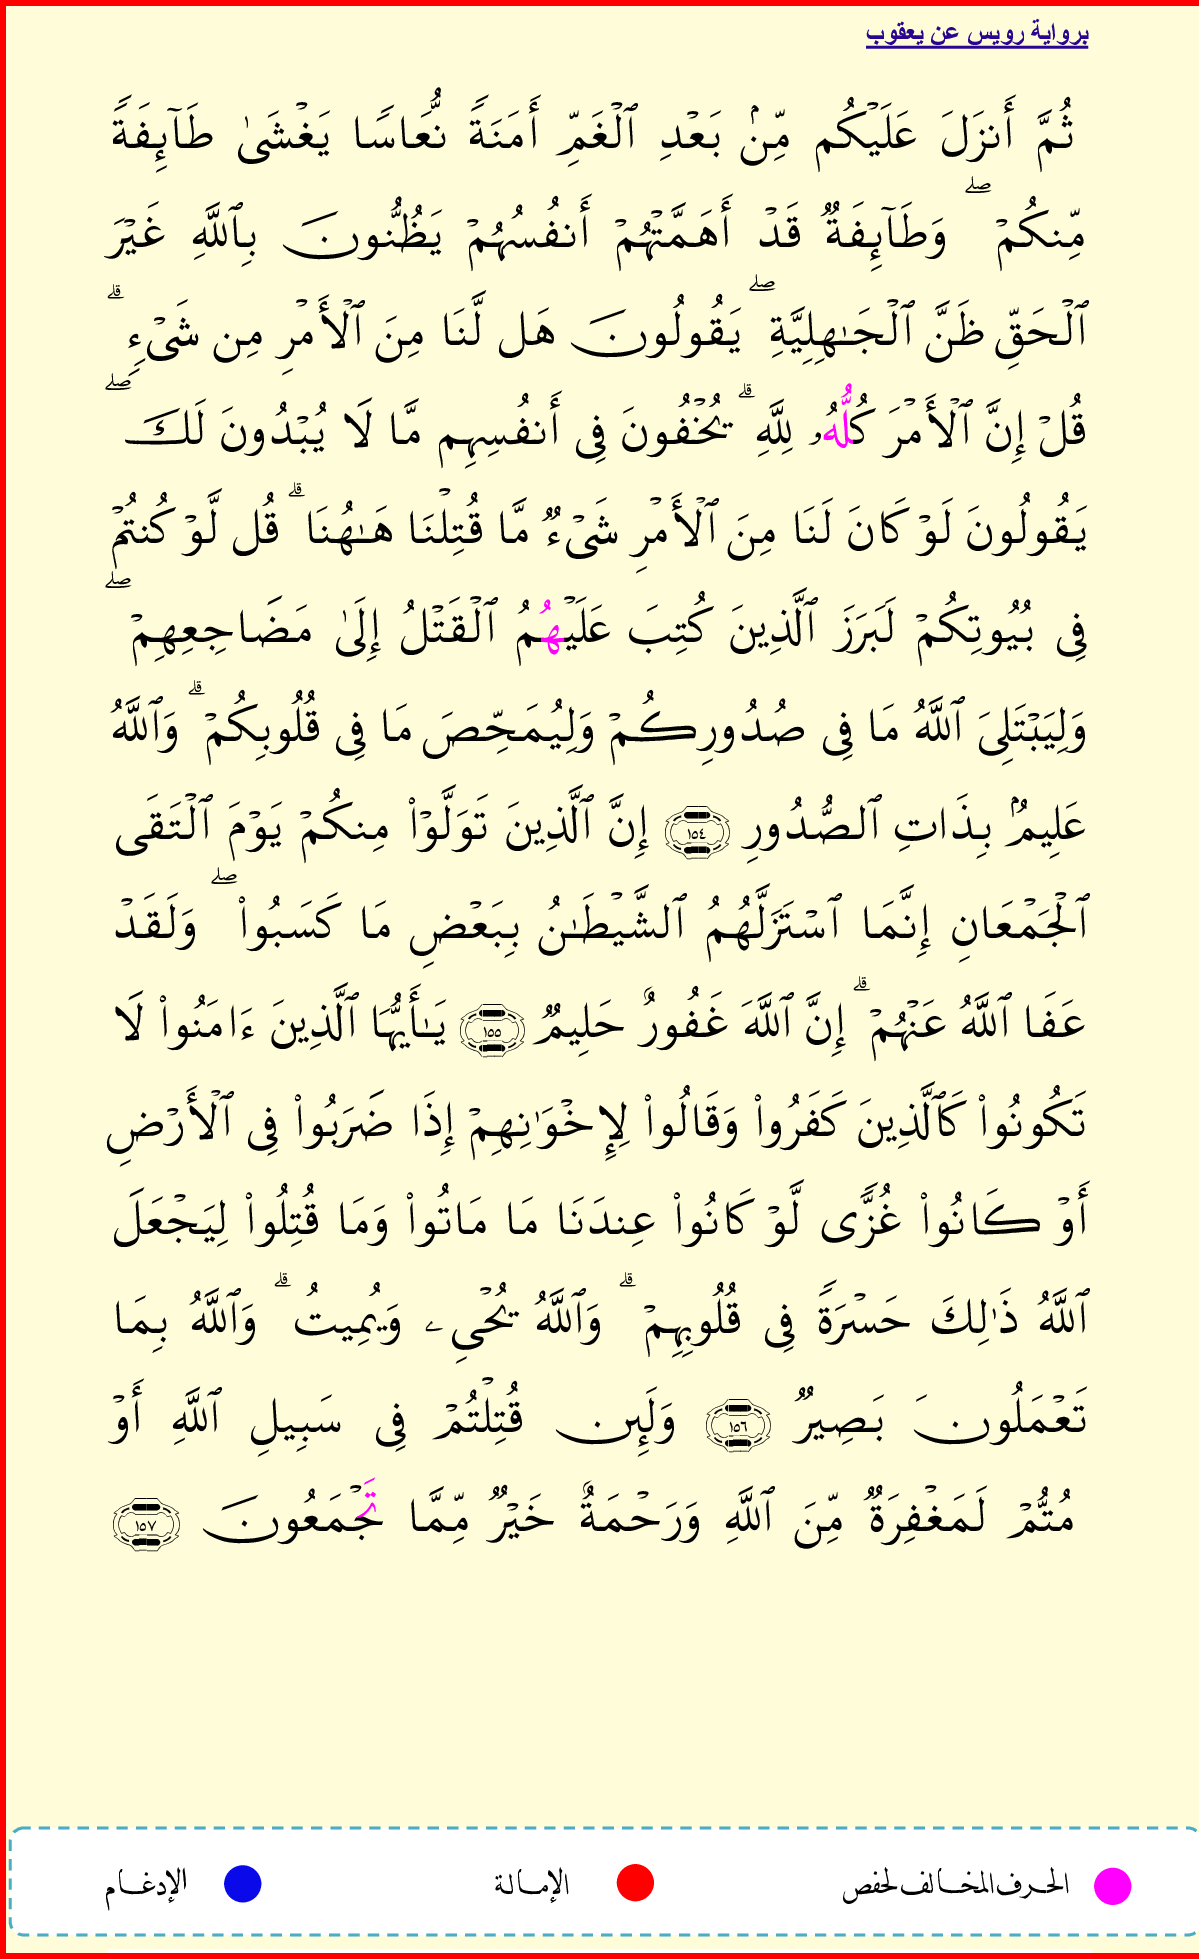 برواية رويس عن يعقوب
ثُمَّ أَنزَلَ عَلَيۡكُم مِّنۢ بَعۡدِ ٱلۡغَمِّ أَمَنَةٗ نُّعَاسٗا يَغۡشَىٰ طَآئِفَةٗ
مِّنكُمۡۖ وَطَآئِفَةٞ قَدۡ أَهَمَّتۡهُمۡ أَنفُسُهُمۡ يَظُنُّونَ بِٱللَّهِ غَيۡرَ
ٱلۡحَقِّ ظَنَّ ٱلۡجَٰهِلِيَّةِۖ يَقُولُونَ هَل لَّنَا مِنَ ٱلۡأَمۡرِ مِن شَيۡءٖۗ
قُلۡ إِنَّ ٱلۡأَمۡرَ كُلُّهُۥ لِلَّهِۗ يُخۡفُونَ فِيٓ أَنفُسِهِم مَّا لَا يُبۡدُونَ لَكَۖ
يَقُولُونَ لَوۡ كَانَ لَنَا مِنَ ٱلۡأَمۡرِ شَيۡءٞ مَّا قُتِلۡنَا هَٰهُنَاۗ قُل لَّوۡ كُنتُمۡ
فِي بُيُوتِكُمۡ لَبَرَزَ ٱلَّذِينَ كُتِبَ عَلَيۡهُمُ ٱلۡقَتۡلُ إِلَىٰ مَضَاجِعِهِمۡۖ
وَلِيَبۡتَلِيَ ٱللَّهُ مَا فِي صُدُورِكُمۡ وَلِيُمَحِّصَ مَا فِي قُلُوبِكُمۡۗ وَٱللَّهُ
عَلِيمُۢ بِذَاتِ ٱلصُّدُورِ ١٥٤ إِنَّ ٱلَّذِينَ تَوَلَّوۡاْ مِنكُمۡ يَوۡمَ ٱلۡتَقَى
ٱلۡجَمۡعَانِ إِنَّمَا ٱسۡتَزَلَّهُمُ ٱلشَّيۡطَٰنُ بِبَعۡضِ مَا كَسَبُواْۖ وَلَقَدۡ
عَفَا ٱللَّهُ عَنۡهُمۡۗ إِنَّ ٱللَّهَ غَفُورٌ حَلِيمٞ ١٥٥ يَٰأَيُّهَا ٱلَّذِينَ ءَامَنُواْ لَا
تَكُونُواْ كَٱلَّذِينَ كَفَرُواْ وَقَالُواْ لِإِخۡوَٰنِهِمۡ إِذَا ضَرَبُواْ فِي ٱلۡأَرۡضِ
أَوۡ كَانُواْ غُزّٗى لَّوۡ كَانُواْ عِندَنَا مَا مَاتُواْ وَمَا قُتِلُواْ لِيَجۡعَلَ
ٱللَّهُ ذَٰلِكَ حَسۡرَةٗ فِي قُلُوبِهِمۡۗ وَٱللَّهُ يُحۡيِۦ وَيُمِيتُۗ وَٱللَّهُ بِمَا
تَعۡمَلُونَ بَصِيرٞ ١٥٦ وَلَئِن قُتِلۡتُمۡ فِي سَبِيلِ ٱللَّهِ أَوۡ
مُتُّمۡ لَمَغۡفِرَةٞ مِّنَ ٱللَّهِ وَرَحۡمَةٌ خَيۡرٞ مِّمَّا تَجۡمَعُونَ ١٥٧
الحرف المخالف لحفص الإمالة الإدغام